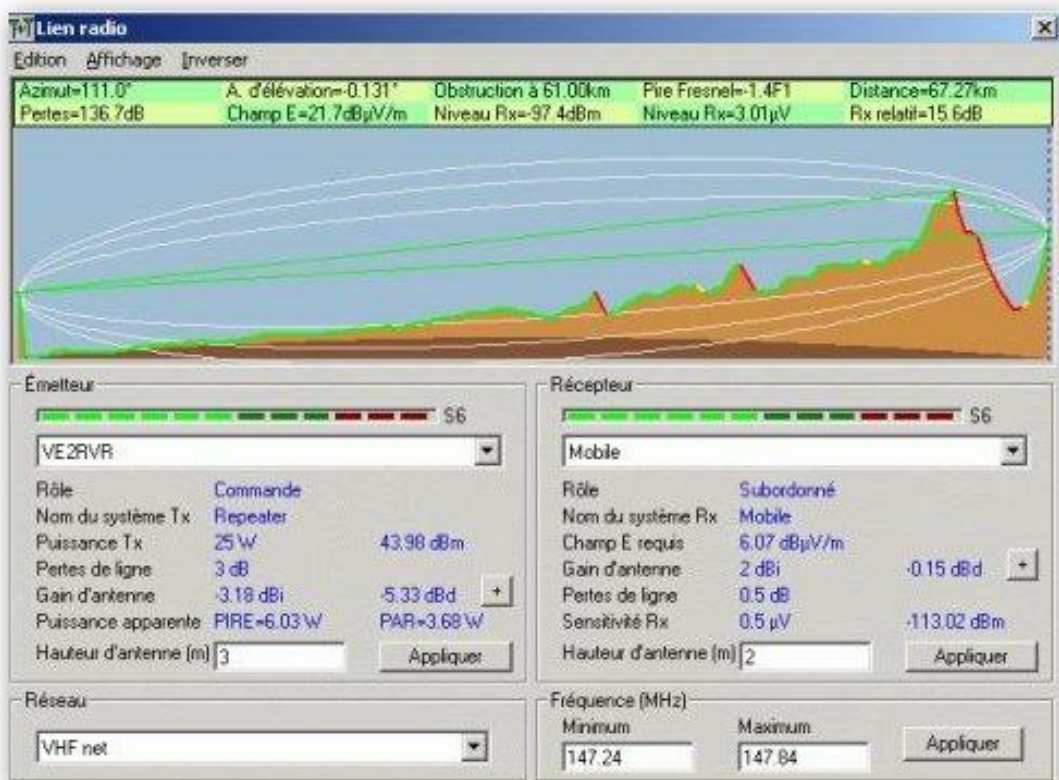 Lien radio
Edition Affichage Inverser
Azimut=111.0° A. d'élévation=-0.131° Obstruction à 61.00km Pire Fresnel=-1.4F1 Distance=67.27km
Pertes=136.7dB Champ E=21.7dBµV/m Niveau Rx=-97.4dBm Niveau Rx=3.01µV Rx relatif=15.6dB
Émetteur
S6
VE2RVR
Rôle Commande
Nom du système Tx Repeater
Puissance Tx 25 W 43.98 dBm
Pertes de ligne 3 dB
Gain d'antenne -3.18 dBi -5.33 dBd +
Puissance apparente PIRE=6.03 W PAR=3.68 W
Hauteur d'antenne (m) 3 Appliquer
Récepteur
S6
Mobile
Rôle Subordonné
Nom du système Rx Mobile
Champ E requis 6.07 dBµV/m
Gain d'antenne 2 dBi -0.15 dBd +
Pertes de ligne 0.5 dB
Sensitivité Rx 0.5 µV -113.02 dBm
Hauteur d'antenne (m) 2 Appliquer
Réseau
VHF net
Fréquence (MHz)
Minimum Maximum
147.24 147.84 Appliquer